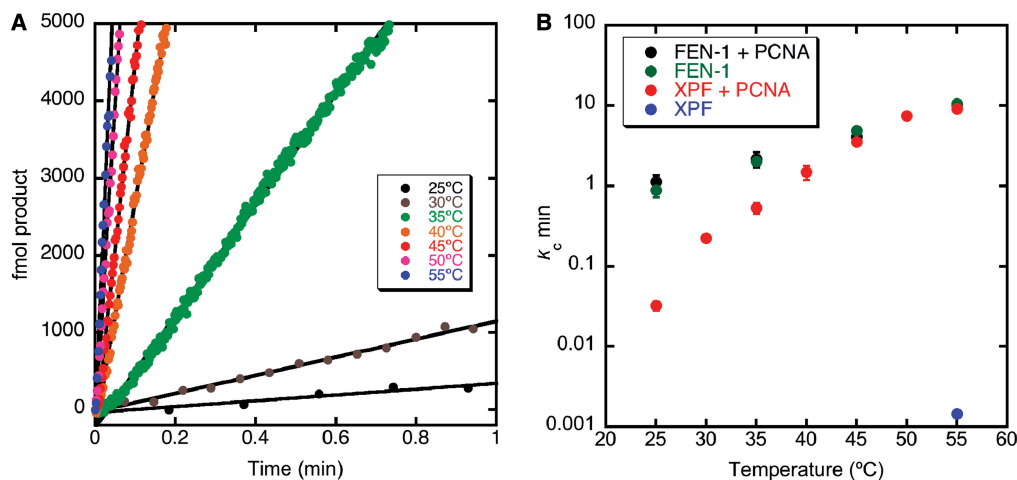 A
5000
4000
3000
2000
1000
0
fmol product
25ºC
30ºC
35ºC
40ºC
45ºC
50ºC
55ºC
0
0.2
0.4
0.6
0.8
1
Time (min)
B
100
10
1
0.1
0.01
0.001
kc min
FEN-1 + PCNA
FEN-1
XPF + PCNA
XPF
20
25
30
35
40
45
50
55
60
Temperature (ºC)